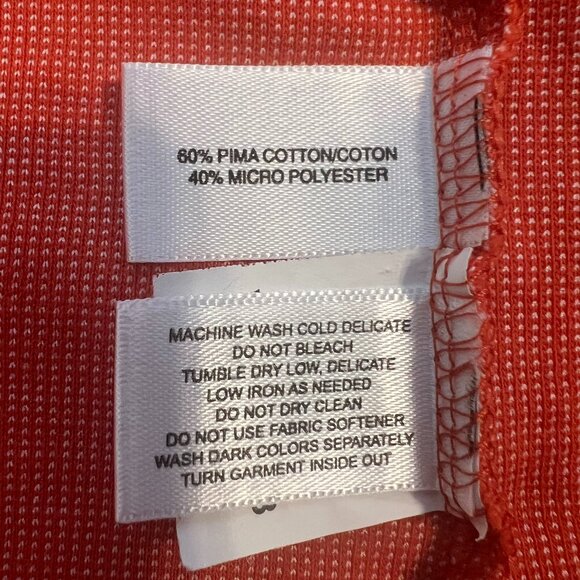 60% PIMA COTTON/COTON
40% MICRO POLYESTER
MACHINE WASH COLD DELICATE
DO NOT BLEACH
TUMBLE DRY LOW, DELICATE
LOW IRON AS NEEDED
DO NOT DRY CLEAN
DO NOT USE FABRIC SOFTENER
WASH DARK COLORS SEPARATELY
TURN GARMENT INSIDE OUT